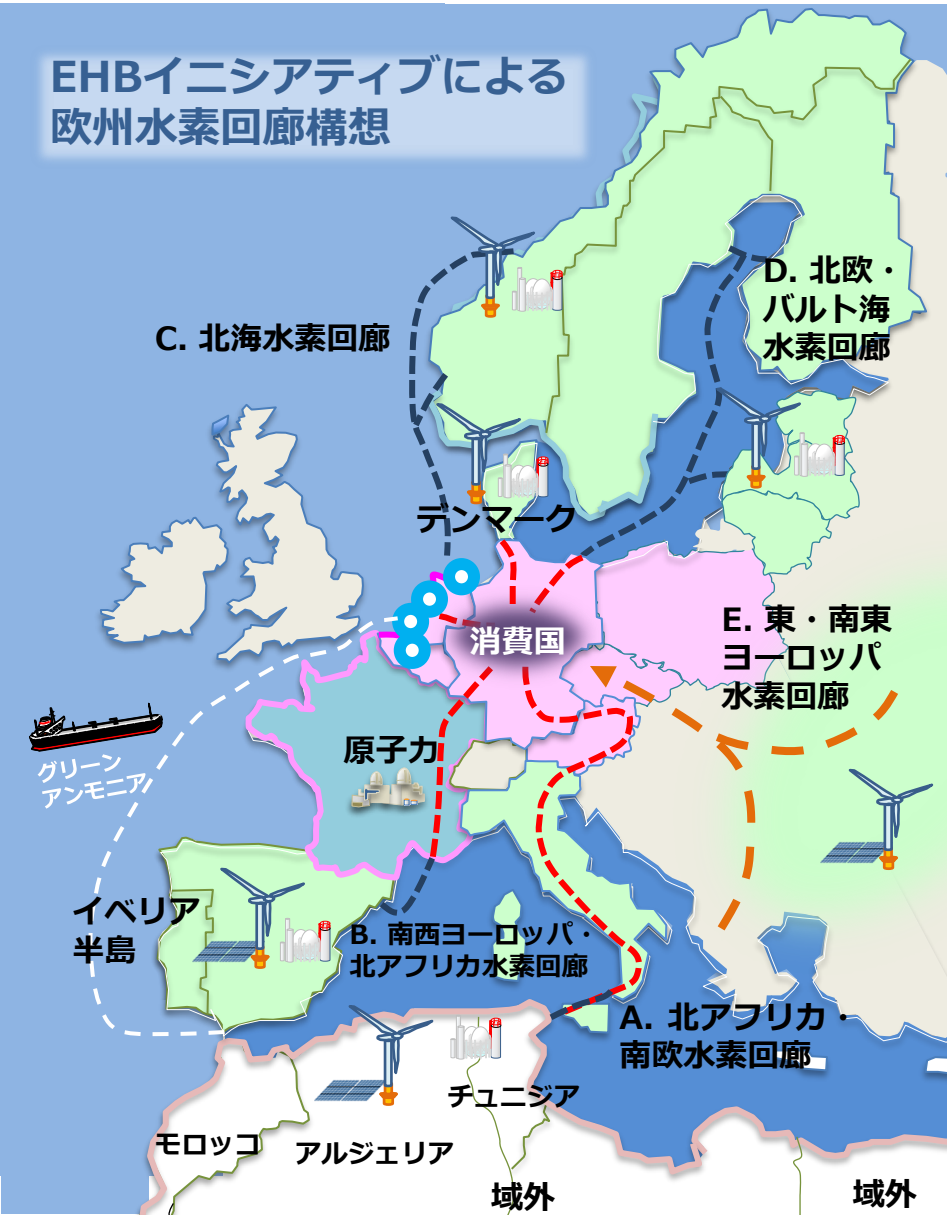 EHBイニシアティブによる
欧州水素回廊構想
D. 北欧・
バルト海
水素回廊
C. 北海水素回廊
デンマーク
消費国
E. 東・南東
ヨーロッパ
水素回廊
グリーン
アンモニア
原子力
イベリア
半島
B. 南西ヨーロッパ・
北アフリカ水素回廊
A. 北アフリカ・
南欧水素回廊
チュニジア
モロッコ
アルジェリア
域外
域外